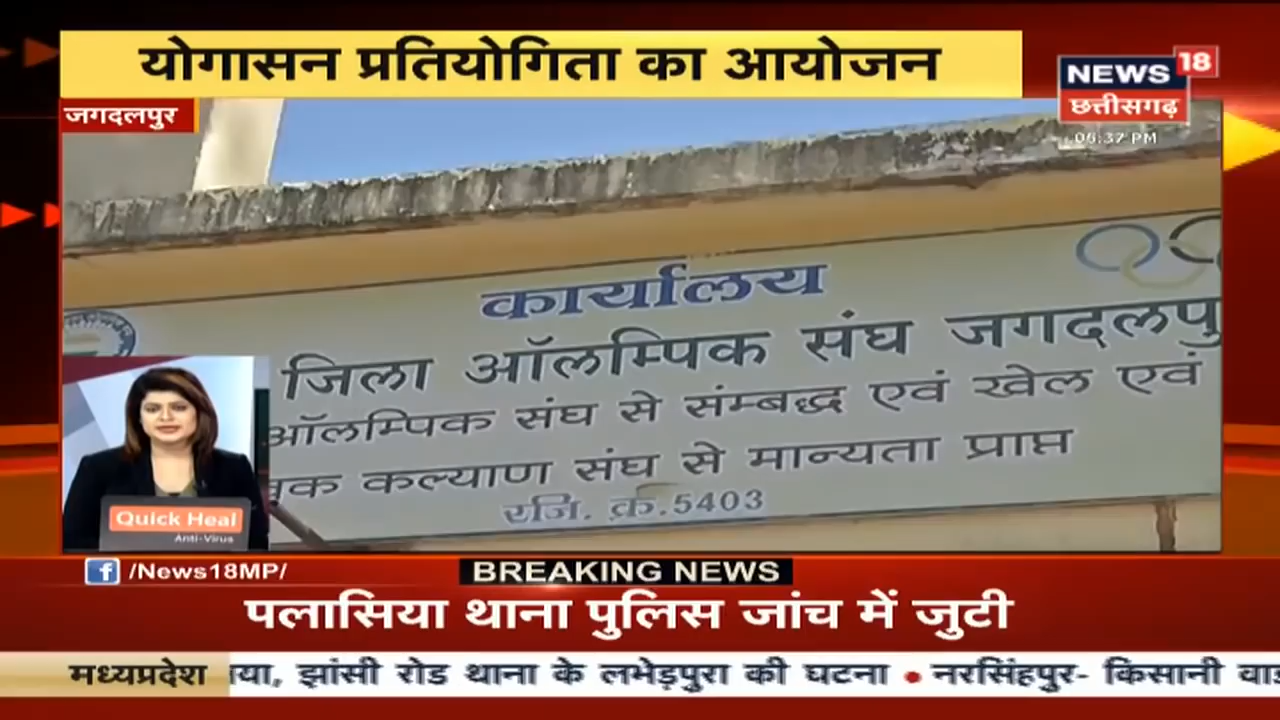 योगासन प्रतियोगिता का आयोजन
NEWS 18
छत्तीसगढ़
06:37 PM
जगदलपुर
कार्यालय
जिला ऑलम्पिक संघ जगदलपु
ऑलम्पिक संघ से संम्बद्ध एवं खेल एवं
कल्याण संघ से मान्यता प्राप्त
रजि. क्र.5403
Quick Heal
Anti-Virus
/News18MP/
BREAKING NEWS
पलासिया थाना पुलिस जांच में जुटी
मध्यप्रदेश
या, झांसी रोड थाना के लभेड़पुरा की घटना • नरसिंहपुर- किसानी वार्ड